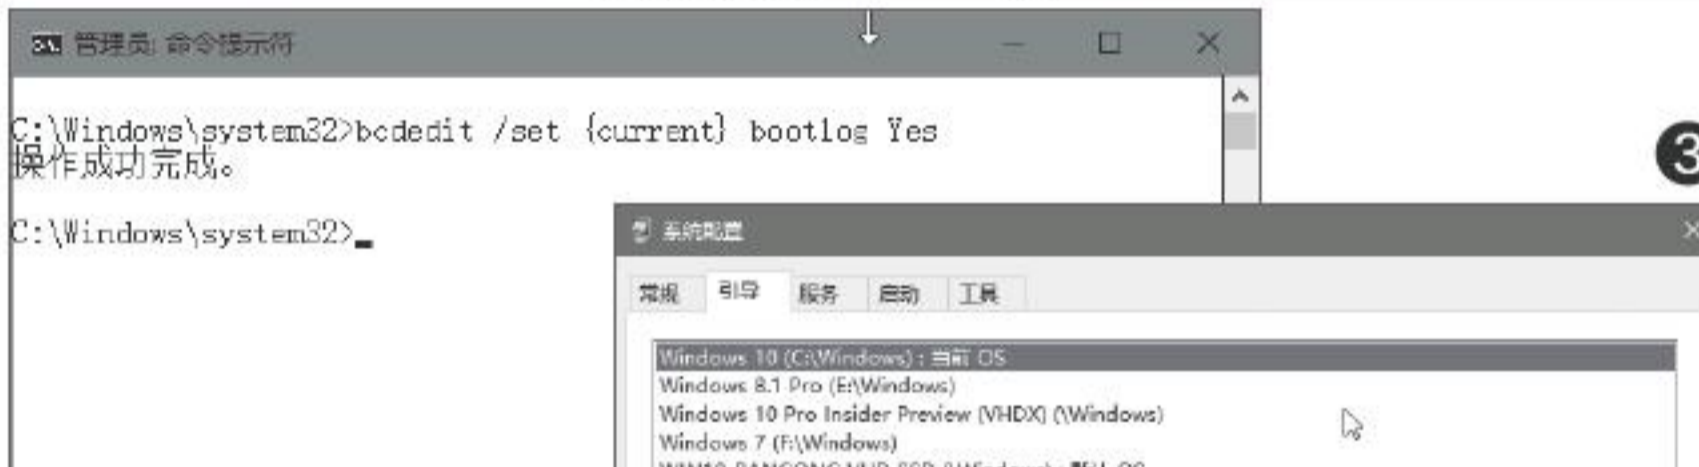 管理员: 命令提示符
C:\Windows\system32>bcdedit /set {current} bootlog Yes
操作成功完成。
C:\Windows\system32>
3
系统配置
常规 引导 服务 启动 工具
Windows 10 (C:\Windows) : 当前 OS
Windows 8.1 Pro (E:\Windows)
Windows 10 Pro Insider Preview (VHDX) (\Windows)
Windows 7 (F:\Windows)